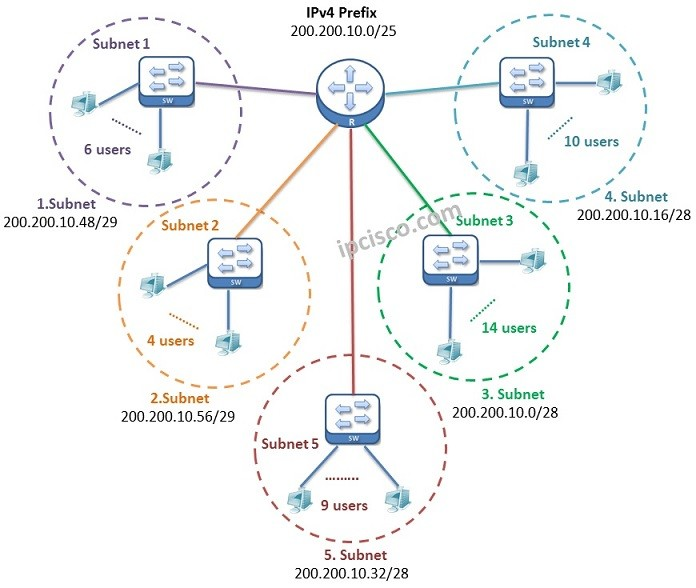 IPv4 Prefix
200.200.10.0/25
R
Subnet 1
SW
6 users
1.Subnet
200.200.10.48/29
Subnet 4
SW
10 users
4. Subnet
200.200.10.16/28
Subnet 2
SW
4 users
2.Subnet
200.200.10.56/29
ipcisco.com
Subnet 3
SW
14 users
3. Subnet
200.200.10.0/28
Subnet 5
SW
9 users
5. Subnet
200.200.10.32/28